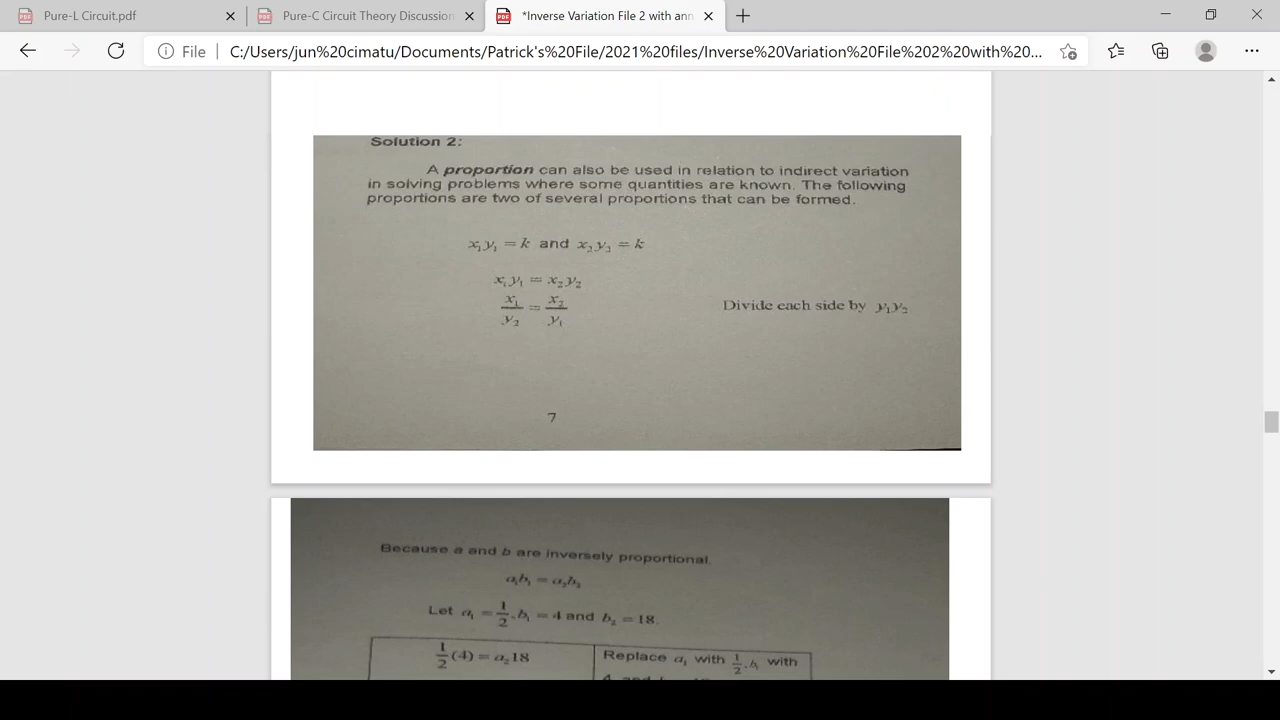 Pure-L Circuit.pdf
Pure-C Circuit Theory Discussion
*Inverse Variation File 2 with ann
File
C:/Users/jun%20cimatu/Documents/Patrick's%20File/2021%20files/Inverse%20Variation%20File%202%20with%20...
Solution 2:
A proportion can also be used in relation to indirect variation
in solving problems where some quantities are known. The following
proportions are two of several proportions that can be formed.
x₁y₁ = k and x₂y₂ = k
x₁y₁ = x₂y₂
x₁/y₂ = x₂/y₁ Divide each side by y₁y₂
7
Because a and b are inversely proportional.
a₁b₁ = a₂b₂
Let a₁ = 1/2, b₁ = 4 and b₂ = 18.
1/2(4) = a₂18 Replace a₁ with 1/2, b₁ with